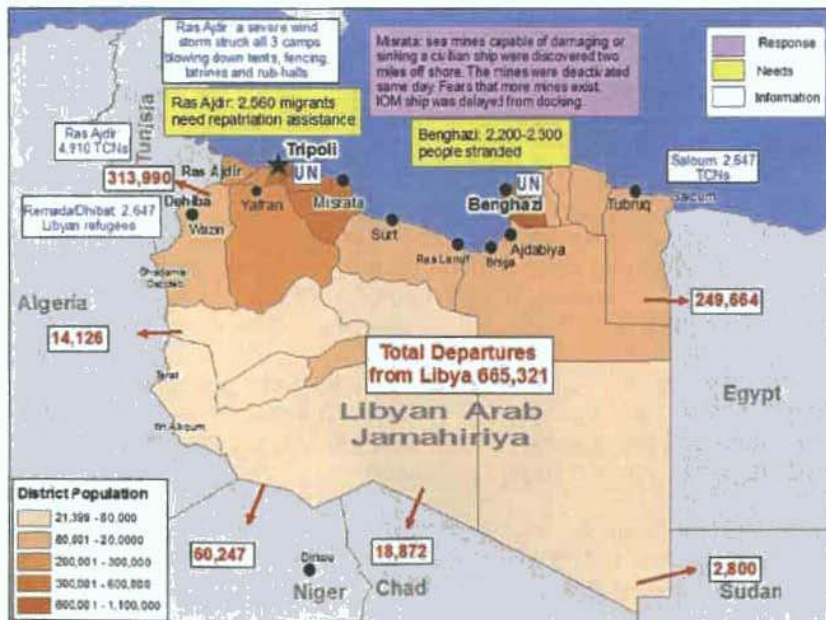 Ras Ajdir: a severe wind
storm struck all 3 camps
blowing down tents, fencing,
latrines and rub-halls
Misrata: sea mines capable of damaging or
sinking a civilian ship were discovered two
miles off shore. The mines were deactivated
same day. Fears that more mines exist.
IOM ship was delayed from docking.
Response
Needs
Information
Ras Ajdir: 2,560 migrants
need repatriation assistance
Benghazi: 2,200-2,300
people stranded
Ras Ajdir
4,910 TCNs
Tunisia
Tripoli
UN
Ras Ajdir
313,990
Dehiba
Yafran
Misrata
Benghazi
UN
Saloum 2,647
TCNs
Tubruq
Salcum
Remada/Dhibat 2,647
Libyan refugees
Wazin
Surt
Ras Lanuf
Brega
Ajdabiya
Algeria
14,126
249,664
Total Departures
from Libya 665,321
Egypt
Libyan Arab
Jamahiriya
District Population
21,399 - 80,000
80,001 - 20,0000
200,001 - 300,000
300,001 - 600,000
600,001 - 1,100,000
60,247
18,872
2,800
Dirkou
Niger
Chad
Sudan